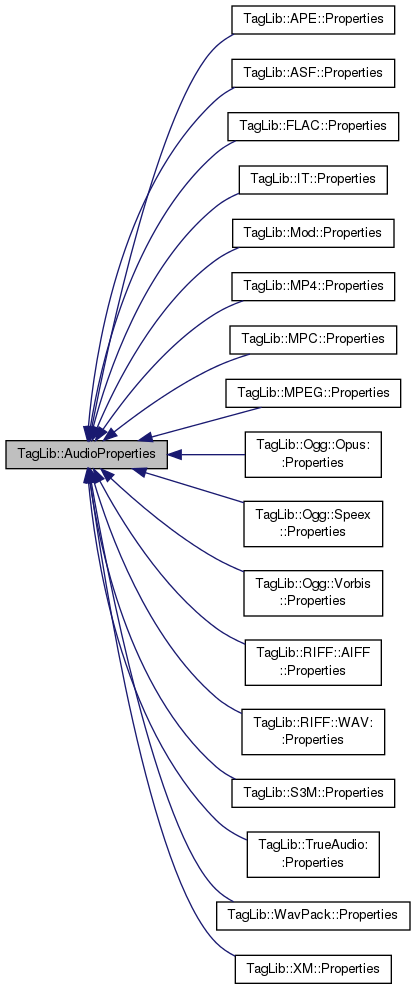 TagLib::APE::Properties
TagLib::ASF::Properties
TagLib::FLAC::Properties
TagLib::IT::Properties
TagLib::Mod::Properties
TagLib::MP4::Properties
TagLib::MPC::Properties
TagLib::MPEG::Properties
TagLib::AudioProperties
TagLib::Ogg::Opus:
:Properties
TagLib::Ogg::Speex
::Properties
TagLib::Ogg::Vorbis
::Properties
TagLib::RIFF::AIFF
::Properties
TagLib::RIFF::WAV:
:Properties
TagLib::S3M::Properties
TagLib::TrueAudio:
:Properties
TagLib::WavPack::Properties
TagLib::XM::Properties